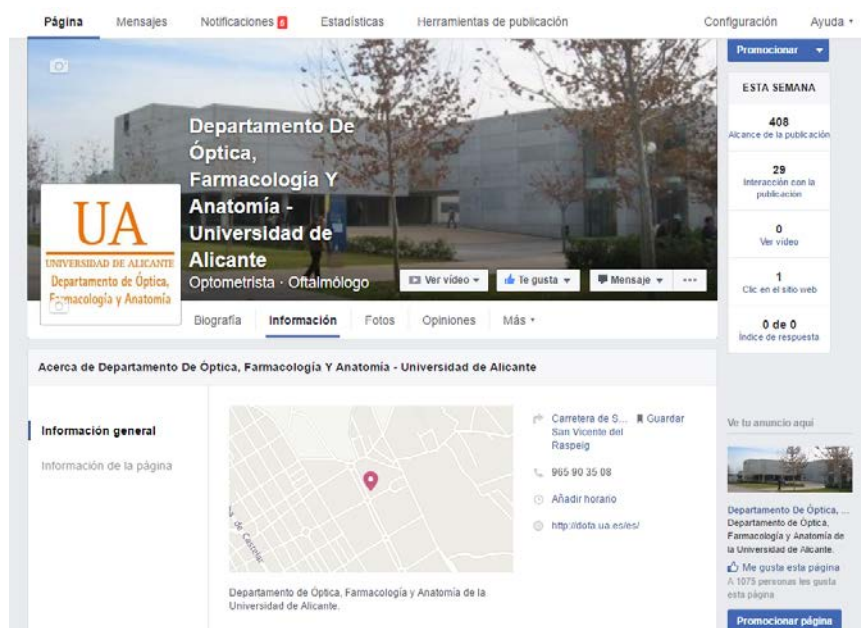 Página Mensajes Notificaciones 6 Estadísticas Herramientas de publicación Configuración Ayuda
Departamento De
Óptica,
Farmacología Y
Anatomía -
Universidad de
Alicante
Optometrista · Oftalmólogo
UA
UNIVERSIDAD DE ALICANTE
Departamento de Óptica,
Farmacología y Anatomía
Ver vídeo Te gusta Mensaje ...
Biografía Información Fotos Opiniones Más
Promocionar
ESTA SEMANA
408
Alcance de la publicación
29
Interacción con la
publicación
0
Ver vídeo
1
Clic en el sitio web
0 de 0
Índice de respuesta
Acerca de Departamento De Óptica, Farmacología Y Anatomía - Universidad de Alicante
Información general
Información de la página
de Castelar
Carretera de S... Guardar
San Vicente del
Raspeig
965 90 35 08
Añadir horario
http://dofa.ua.es/es/
Departamento de Óptica, Farmacología y Anatomía de la
Universidad de Alicante.
Ve tu anuncio aquí
Departamento De Óptica, ...
Departamento de Óptica,
Farmacología y Anatomía de
la Universidad de Alicante.
Me gusta esta página
A 1075 personas les gusta
esta página
Promocionar página